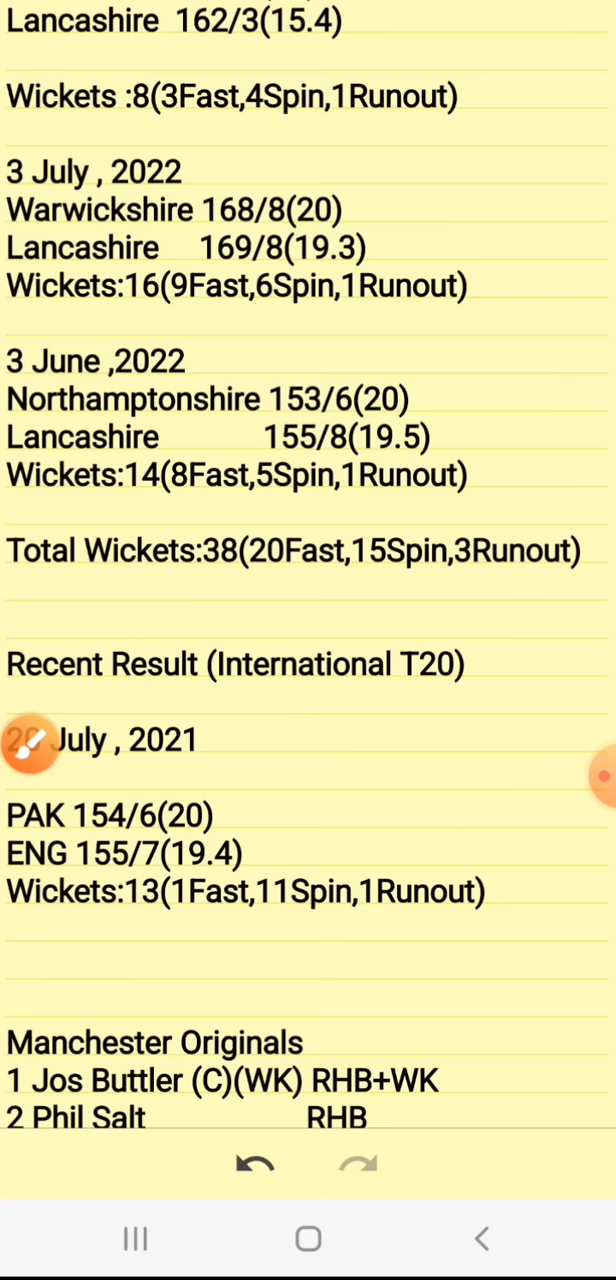 Lancashire 162/3(15.4)
Wickets :8(3Fast,4Spin,1Runout)
3 July , 2022
Warwickshire 168/8(20)
Lancashire 169/8(19.3)
Wickets:16(9Fast,6Spin,1Runout)
3 June ,2022
Northamptonshire 153/6(20)
Lancashire 155/8(19.5)
Wickets:14(8Fast,5Spin,1Runout)
Total Wickets:38(20Fast,15Spin,3Runout)
Recent Result (International T20)
July , 2021
PAK 154/6(20)
ENG 155/7(19.4)
Wickets:13(1Fast,11Spin,1Runout)
Manchester Originals
1 Jos Buttler (C)(WK) RHB+WK
2 Phil Salt RHB